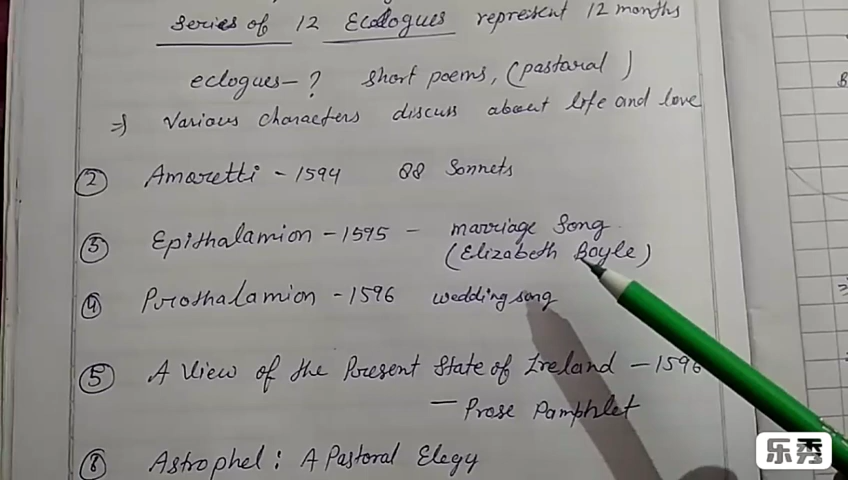 series of 12 Ecologues represent 12 months
eclogues - ? short poems, (pastoral)
⇒ various characters discuss about life and love
② Amoretti - 1594 88 Sonnets
③ Epithalamion - 1595 - marriage song.
(Elizabeth Boyle)
④ Prothalamion - 1596 wedding song
⑤ A View of the Present State of Ireland - 1596
- Prose Pamphlet
⑥ Astrophel : A Pastoral Elegy
乐秀